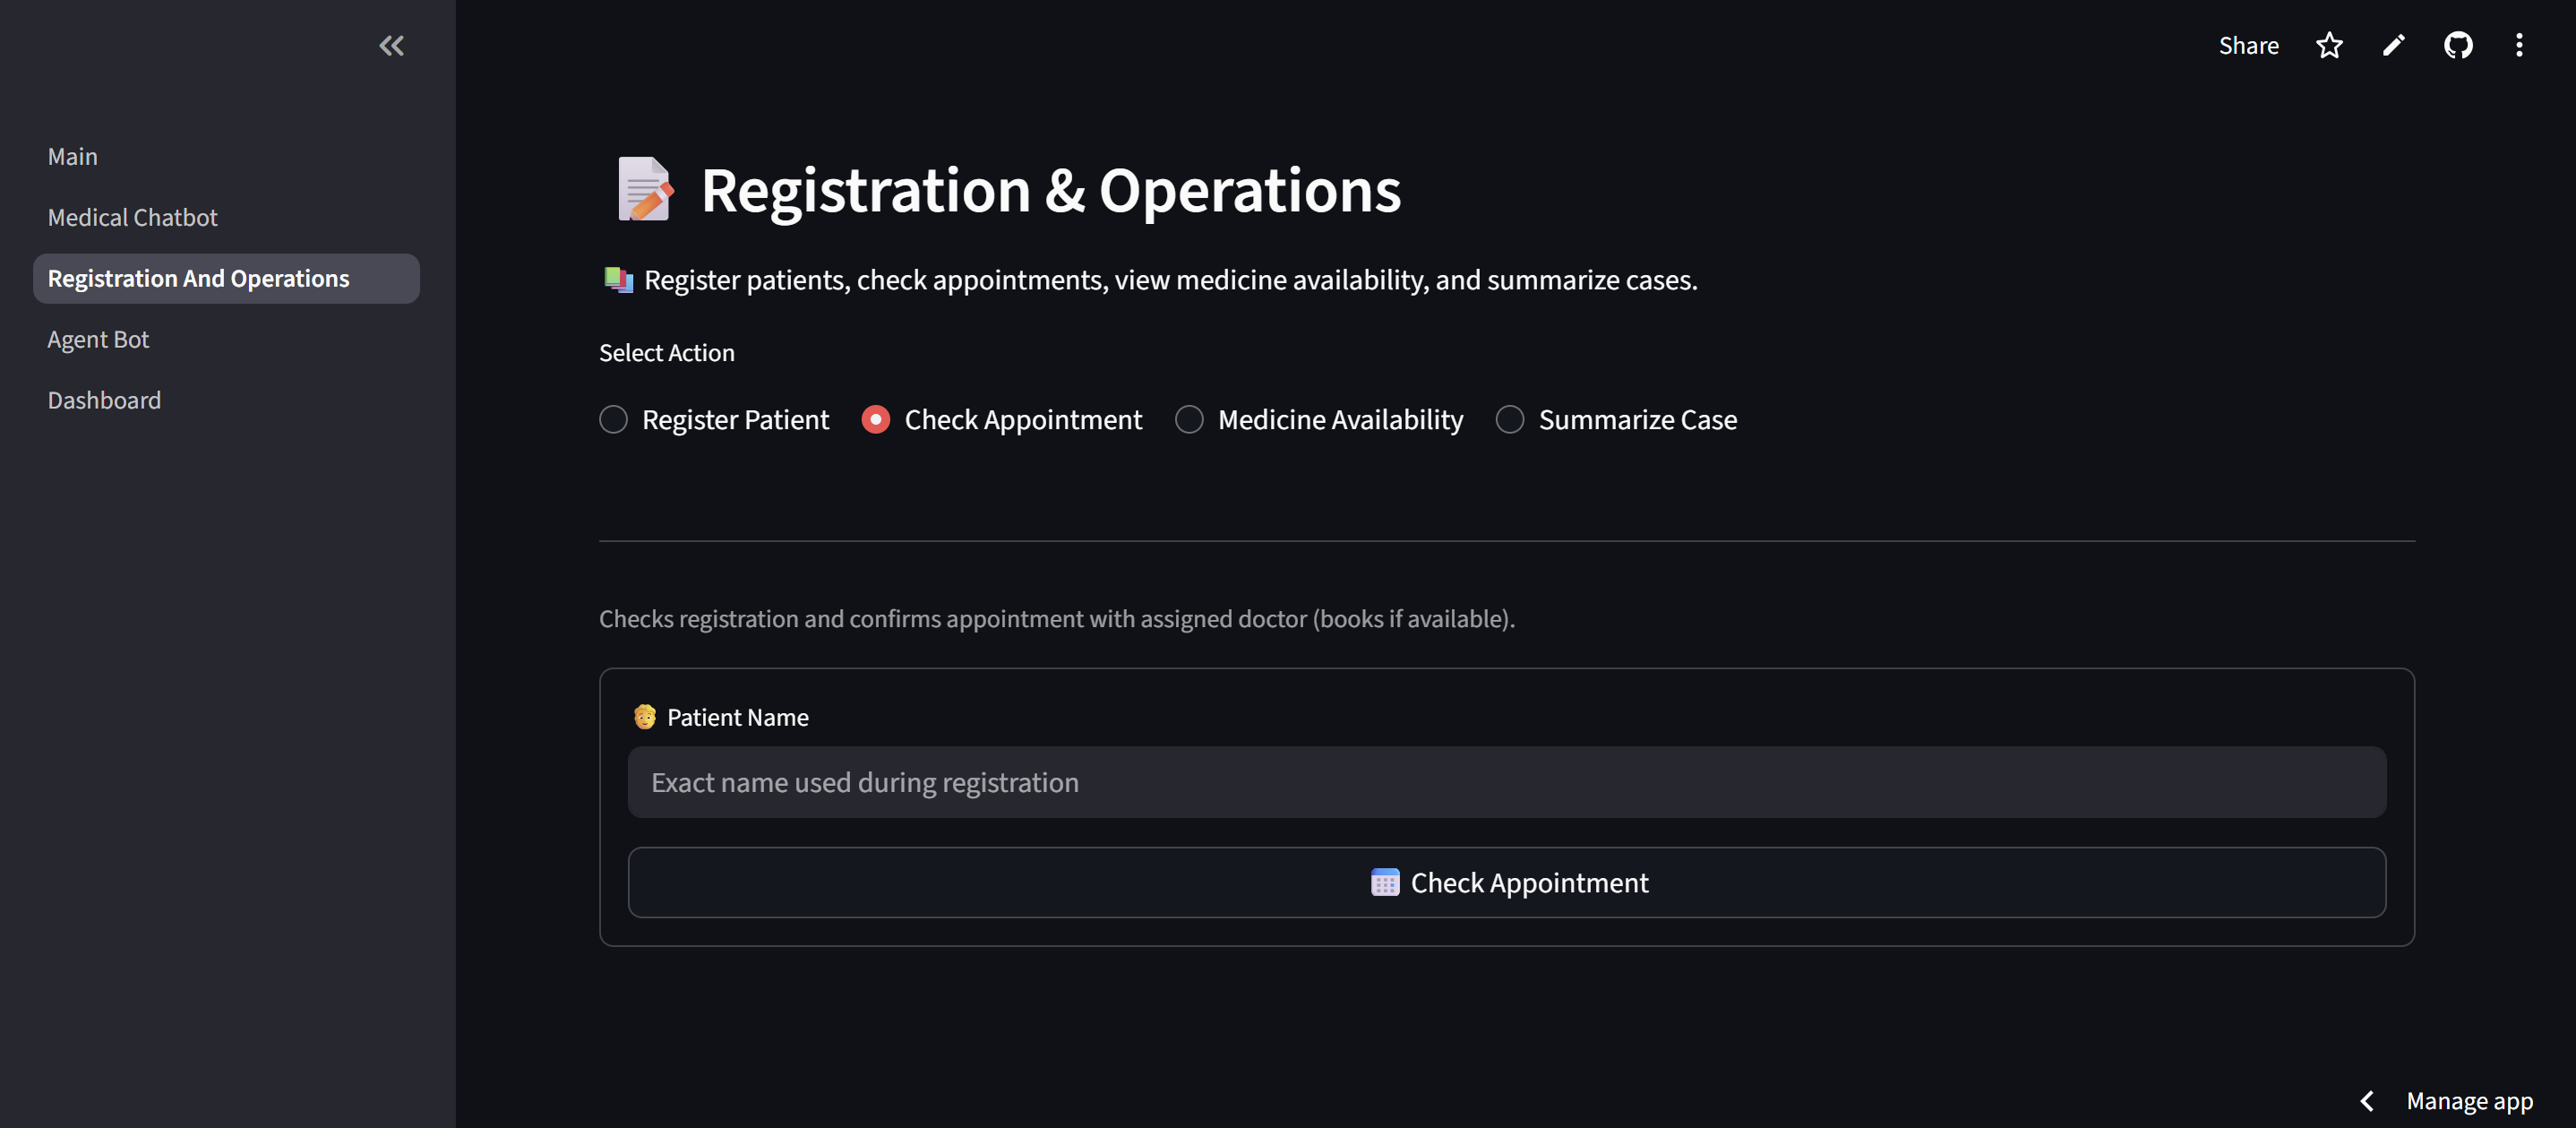 Share
Main
Medical Chatbot
Registration And Operations
Agent Bot
Dashboard
Registration & Operations
Register patients, check appointments, view medicine availability, and summarize cases.
Select Action
Register Patient Check Appointment Medicine Availability Summarize Case
Checks registration and confirms appointment with assigned doctor (books if available).
Patient Name
Exact name used during registration
Check Appointment
Manage app